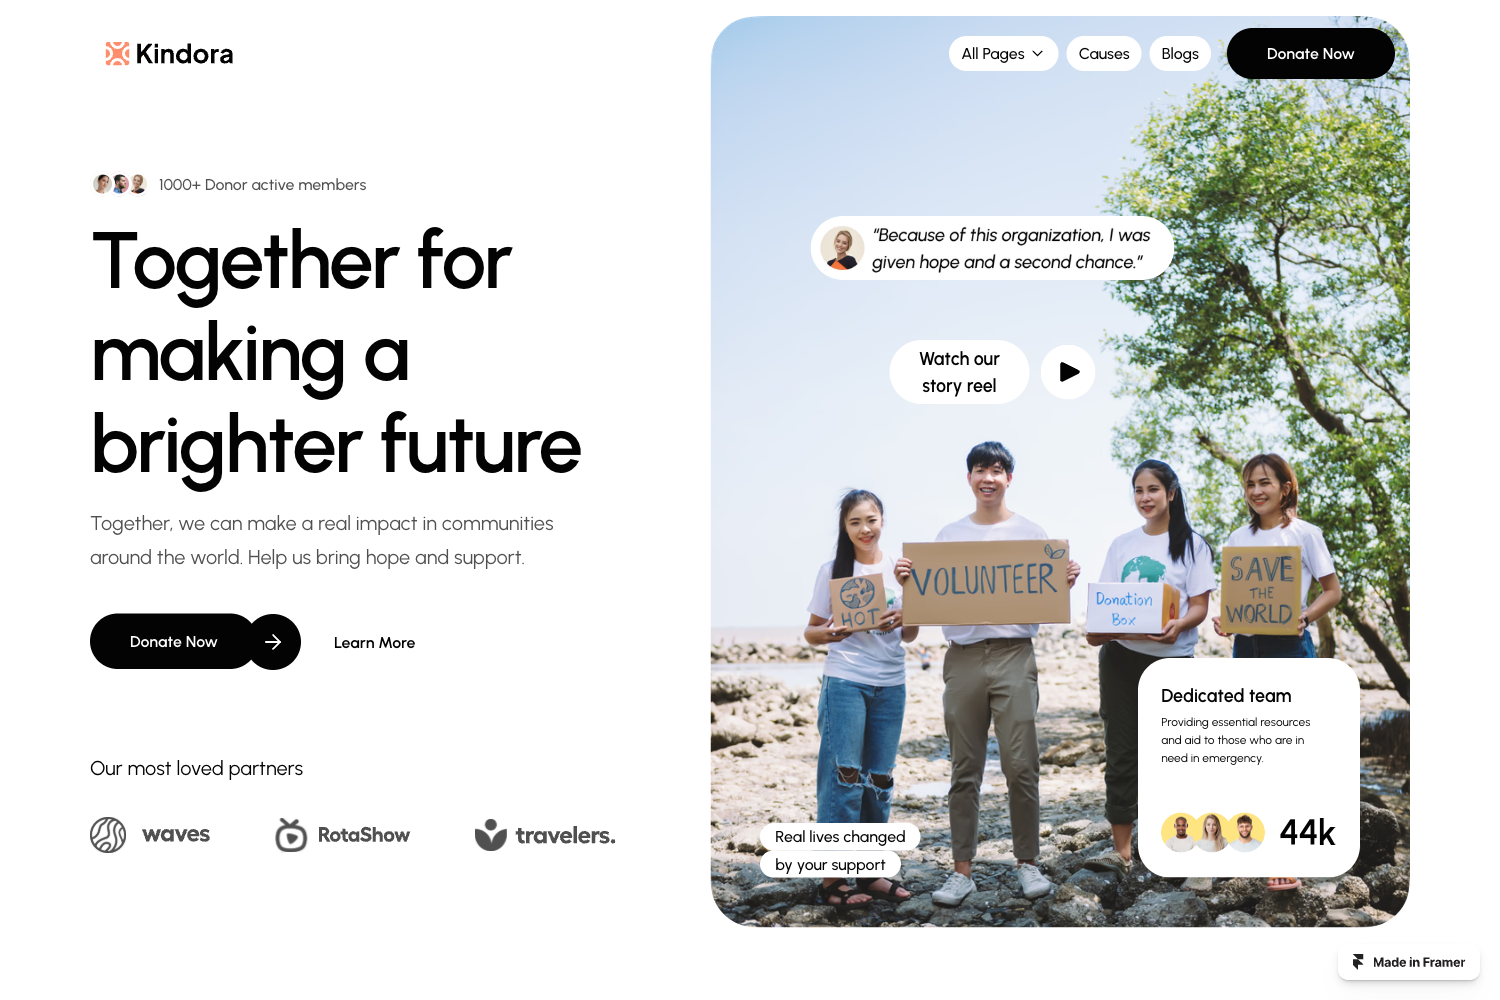 Kindora
All Pages
Causes
Blogs
Donate Now
1000+ Donor active members
Together for
making a
brighter future
Together, we can make a real impact in communities
around the world. Help us bring hope and support.
Donate Now
Learn More
Our most loved partners
waves
RotaShow
travelers.
“Because of this organization, I was
given hope and a second chance.”
Watch our
story reel
HOT
VOLUNTEER
Donation
Box
SAVE
THE
WORLD
Dedicated team
Providing essential resources
and aid to those who are in
need in emergency.
44k
Real lives changed
by your support
Made in Framer